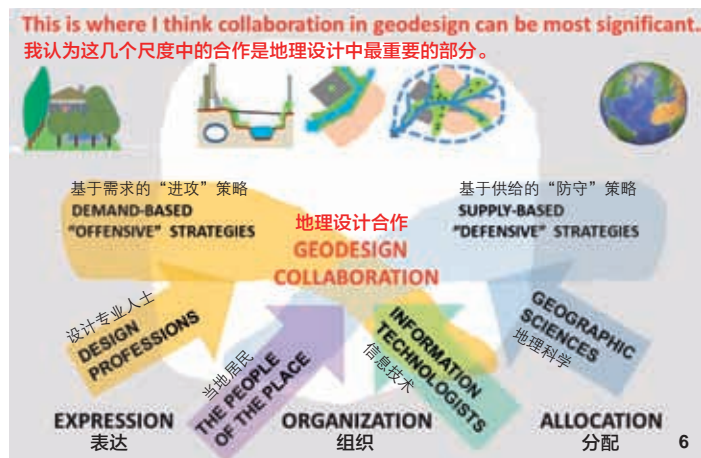 This is where I think collaboration in geodesign can be most significant.
我认为这几个尺度中的合作是地理设计中最重要的部分。
基于需求的“进攻”策略
DEMAND-BASED
“OFFENSIVE” STRATEGIES
基于供给的“防守”策略
SUPPLY-BASED
“DEFENSIVE” STRATEGIES
地理设计合作
GEODESIGN
COLLABORATION
设计专业人士
DESIGN
PROFESSIONS
当地居民
THE PEOPLE
OF THE PLACE
INFORMATION
TECHNOLOGISTS
信息技术
GEOGRAPHIC
SCIENCES
地理科学
EXPRESSION
表达
ORGANIZATION
组织
ALLOCATION
分配
6